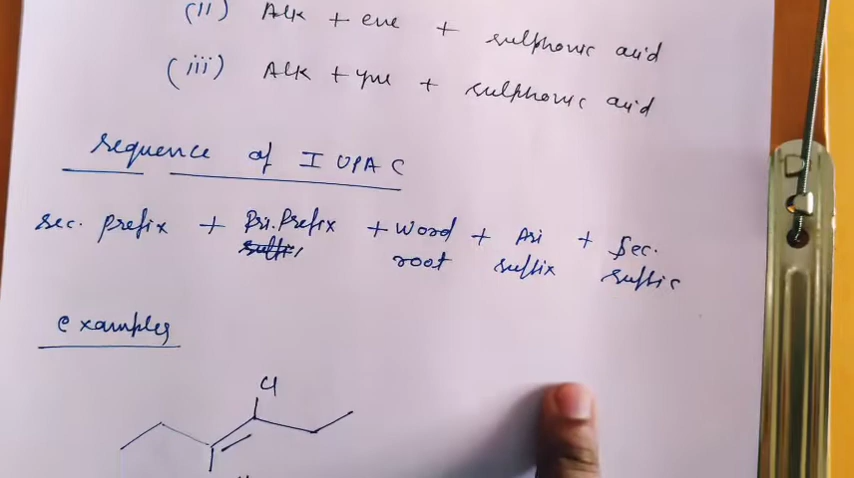 (ii) Alk + ene + sulphonic acid
(iii) Alk + yne + sulphonic acid
Sequence of IUPAC
Sec. Prefix + Pri. Prefix + Word root + Pri suffix + Sec. suffix
examples
Cl